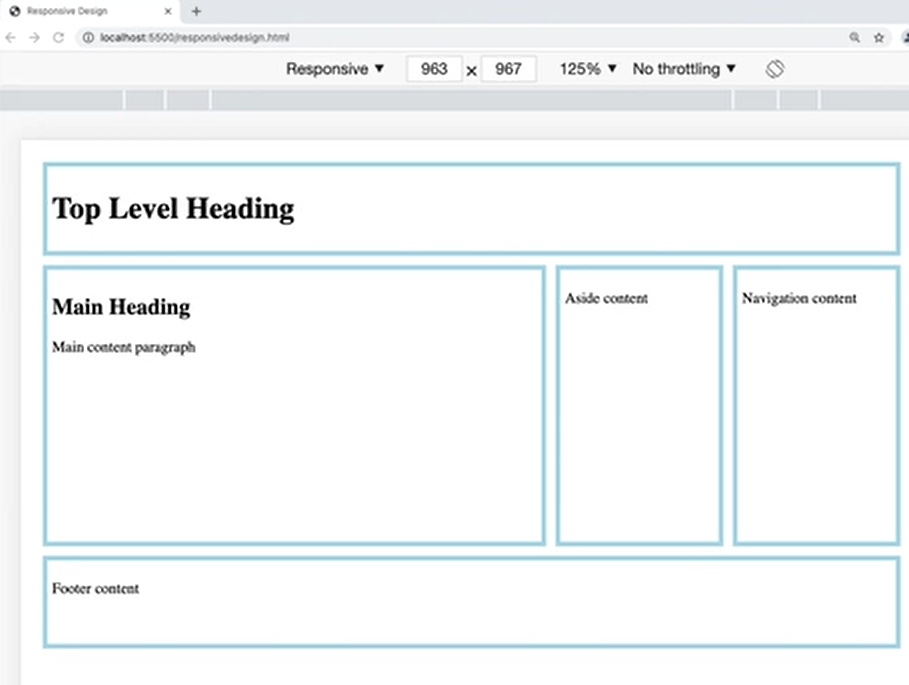 Responsive Design
localhost:5500/responsivedesign.html
Responsive ▼ 963 x 967 125% ▼ No throttling ▼
Top Level Heading
Main Heading
Main content paragraph
Aside content
Navigation content
Footer content